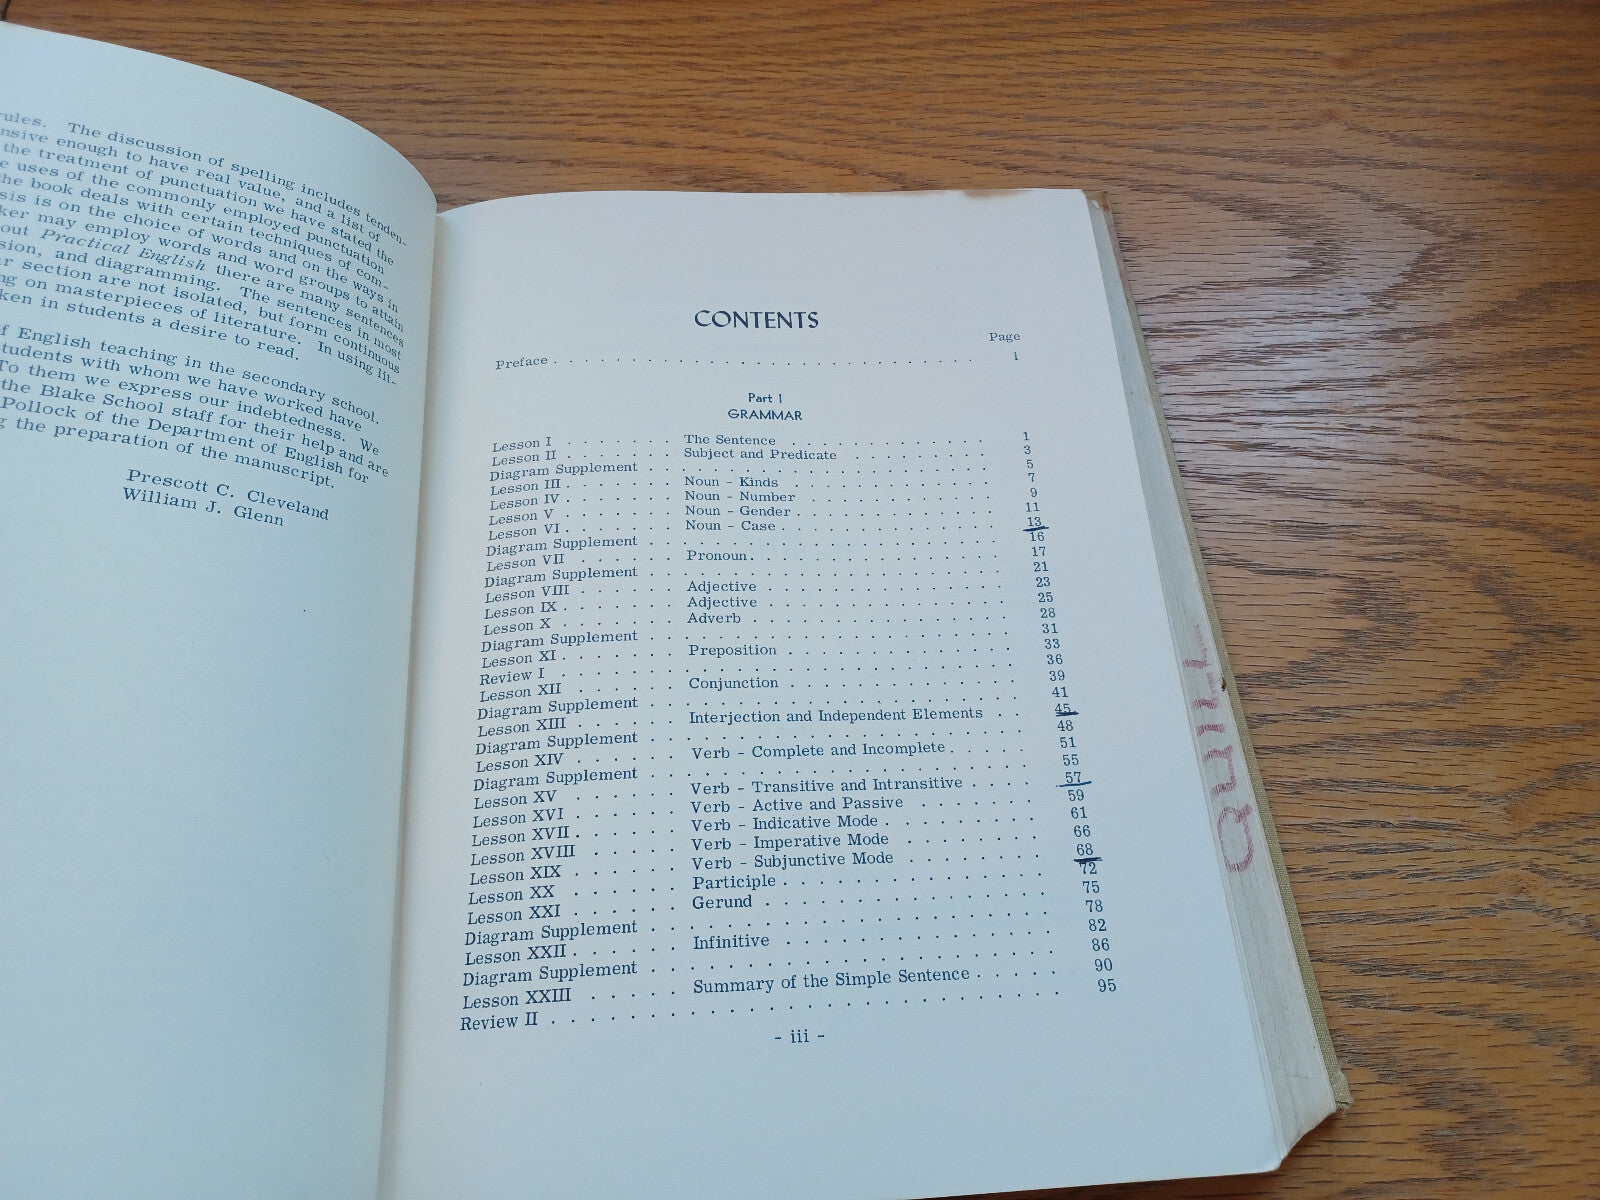 rules. The discussion of spelling includes tenden-
nsive enough to have real value, and a list of
the treatment of punctuation we have stated the
e uses of the commonly employed punctuation
the book deals with certain techniques of com-
sis is on the choice of words and on the ways in
ker may employ words and word groups to attain
out Practical English there are many sentences
sion, and diagramming. The sentences in most
r section are not isolated, but form continuous
ng on masterpieces of literature. In using lit-
ken in students a desire to read.
f English teaching in the secondary school.
tudents with whom we have worked have
To them we express our indebtedness. We
the Blake School staff for their help and are
Pollock of the Department of English for
g the preparation of the manuscript.
Prescott C. Cleveland
William J. Glenn
CONTENTS
Page
Preface . . . . . . . . . . i
Part I
GRAMMAR
Lesson I . . . . . The Sentence . . . . . 1
Lesson II . . . . . Subject and Predicate . . . . . 3
Diagram Supplement . . . . . 5
Lesson III . . . . . Noun - Kinds . . . . . 7
Lesson IV . . . . . Noun - Number . . . . . 9
Lesson V . . . . . Noun - Gender . . . . . 11
Lesson VI . . . . . Noun - Case . . . . . 13
Diagram Supplement . . . . . 16
Lesson VII . . . . . Pronoun . . . . . 17
Diagram Supplement . . . . . 21
Lesson VIII . . . . . Adjective . . . . . 23
Lesson IX . . . . . Adjective . . . . . 25
Lesson X . . . . . Adverb . . . . . 28
Diagram Supplement . . . . . 31
Lesson XI . . . . . Preposition . . . . . 33
Review I . . . . . 36
Lesson XII . . . . . Conjunction . . . . . 39
Diagram Supplement . . . . . 41
Lesson XIII . . . . . Interjection and Independent Elements . . 45
Diagram Supplement . . . . . 48
Lesson XIV . . . . . Verb - Complete and Incomplete . . . . . 51
Diagram Supplement . . . . . 55
Lesson XV . . . . . Verb - Transitive and Intransitive . . . . 57
Lesson XVI . . . . . Verb - Active and Passive . . . . . 59
Lesson XVII . . . . . Verb - Indicative Mode . . . . . 61
Lesson XVIII . . . . . Verb - Imperative Mode . . . . . 66
Lesson XIX . . . . . Verb - Subjunctive Mode . . . . . 68
Lesson XX . . . . . Participle . . . . . 72
Lesson XXI . . . . . Gerund . . . . . 75
Diagram Supplement . . . . . 78
Lesson XXII . . . . . Infinitive . . . . . 82
Diagram Supplement . . . . . 86
Lesson XXIII . . . . . Summary of the Simple Sentence . . . . . 90
Review II . . . . . 95
- iii -